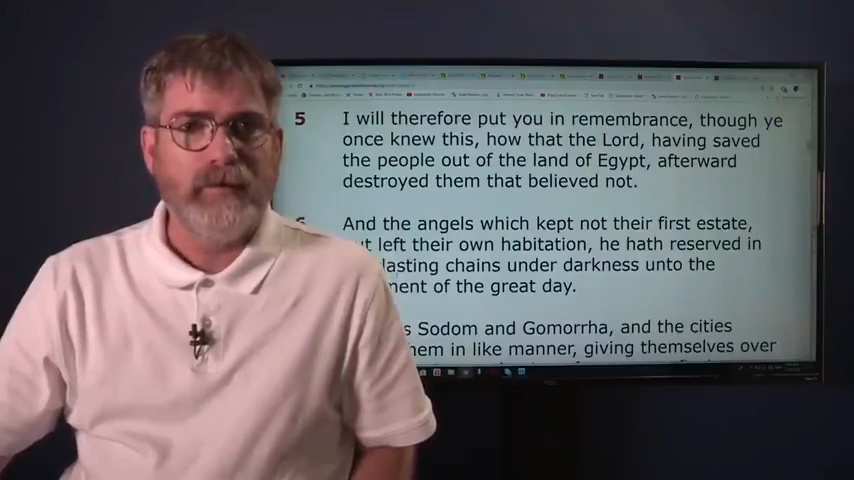 5 I will therefore put you in remembrance, though ye
once knew this, how that the Lord, having saved
the people out of the land of Egypt, afterward
destroyed them that believed not.
6 And the angels which kept not their first estate,
ut left their own habitation, he hath reserved in
lasting chains under darkness unto the
ment of the great day.
s Sodom and Gomorrha, and the cities
hem in like manner, giving themselves over